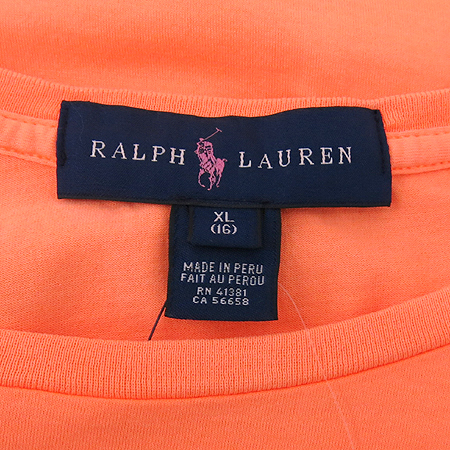 RALPH LAUREN
XL
(16)
MADE IN PERU
FAIT AU PEROU
RN 41381
CA 56658